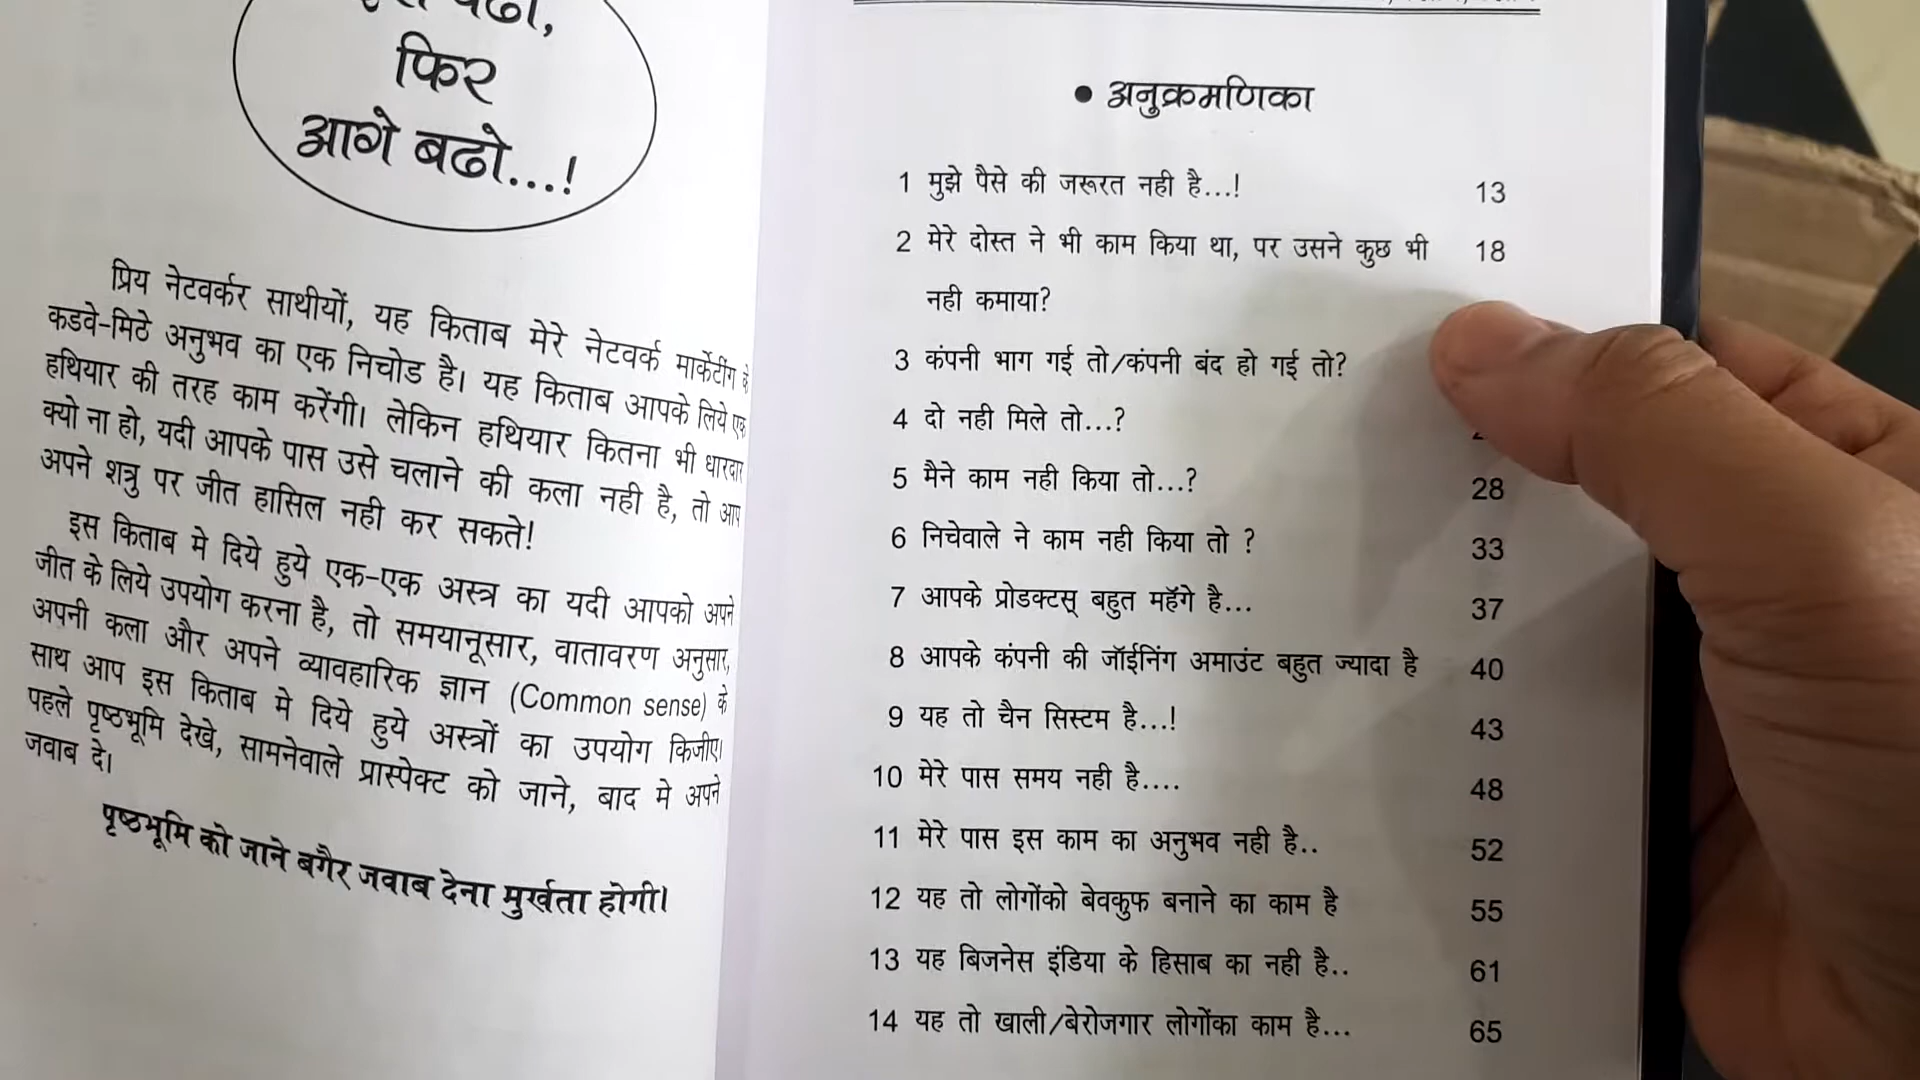 फिर
आगे बढो...!
प्रिय नेटवर्कर साथीयों, यह किताब मेरे नेटवर्क मार्केटींग के
कडवे-मिठे अनुभव का एक निचोड है। यह किताब आपके लिये एक
हथियार की तरह काम करेंगी। लेकिन हथियार कितना भी धारदार
क्यो ना हो, यदी आपके पास उसे चलाने की कला नही है, तो आप
अपने शत्रु पर जीत हासिल नही कर सकते!
इस किताब मे दिये हुये एक-एक अस्त्र का यदी आपको अपने
जीत के लिये उपयोग करना है, तो समयानूसार, वातावरण अनुसार,
अपनी कला और अपने व्यावहारिक ज्ञान (Common sense) के
साथ आप इस किताब मे दिये हुये अस्त्रों का उपयोग किजीए।
पहले पृष्ठभूमि देखे, सामनेवाले प्रास्पेक्ट को जाने, बाद मे अपने
जवाब दे।
पृष्ठभूमि को जाने बगैर जवाब देना मुर्खता होगी।
• अनुक्रमणिका
1 मुझे पैसे की जरूरत नही है...! 13
2 मेरे दोस्त ने भी काम किया था, पर उसने कुछ भी 18
नही कमाया?
3 कंपनी भाग गई तो/कंपनी बंद हो गई तो?
4 दो नही मिले तो...?
5 मैने काम नही किया तो...? 28
6 निचेवाले ने काम नही किया तो ? 33
7 आपके प्रोडक्टस् बहुत महँगे है... 37
8 आपके कंपनी की जॉईनिंग अमाउंट बहुत ज्यादा है 40
9 यह तो चैन सिस्टम है...! 43
10 मेरे पास समय नही है.... 48
11 मेरे पास इस काम का अनुभव नही है.. 52
12 यह तो लोगोंको बेवकुफ बनाने का काम है 55
13 यह बिजनेस इंडिया के हिसाब का नही है.. 61
14 यह तो खाली/बेरोजगार लोगोंका काम है... 65